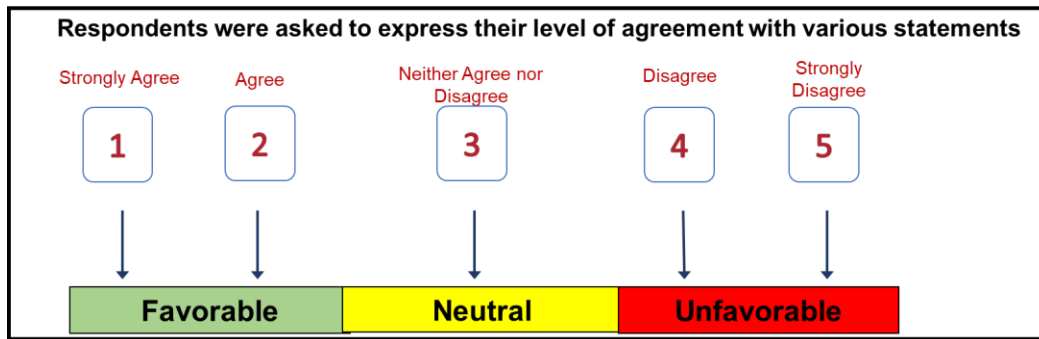 Respondents were asked to express their level of agreement with various statements
Strongly Agree
Agree
Neither Agree nor
Disagree
Disagree
Strongly
Disagree
1
2
3
4
5
Favorable
Neutral
Unfavorable